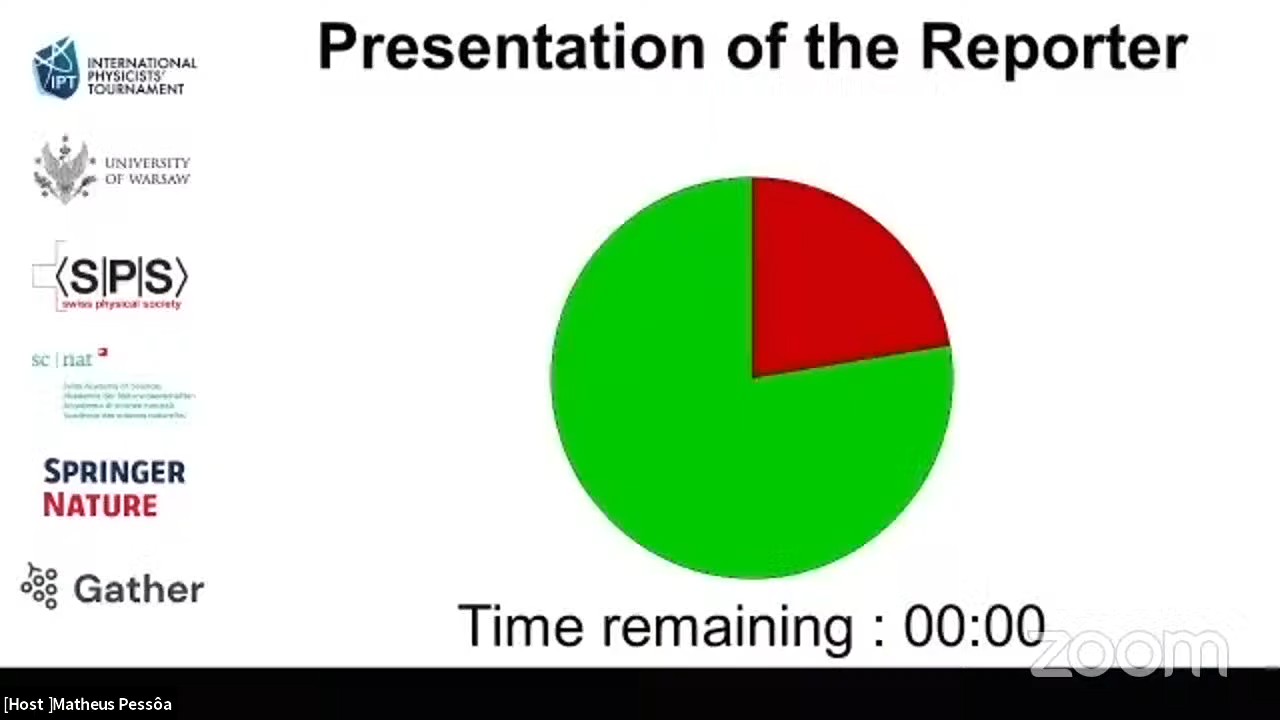 Presentation of the Reporter
IPT
INTERNATIONAL
PHYSICISTS'
TOURNAMENT
UNIVERSITY
OF WARSAW
⟨S|P|S⟩
swiss physical society
sc | nat
SPRINGER
NATURE
Gather
Time remaining : 00:00
zoom
[Host ]Matheus Pessôa